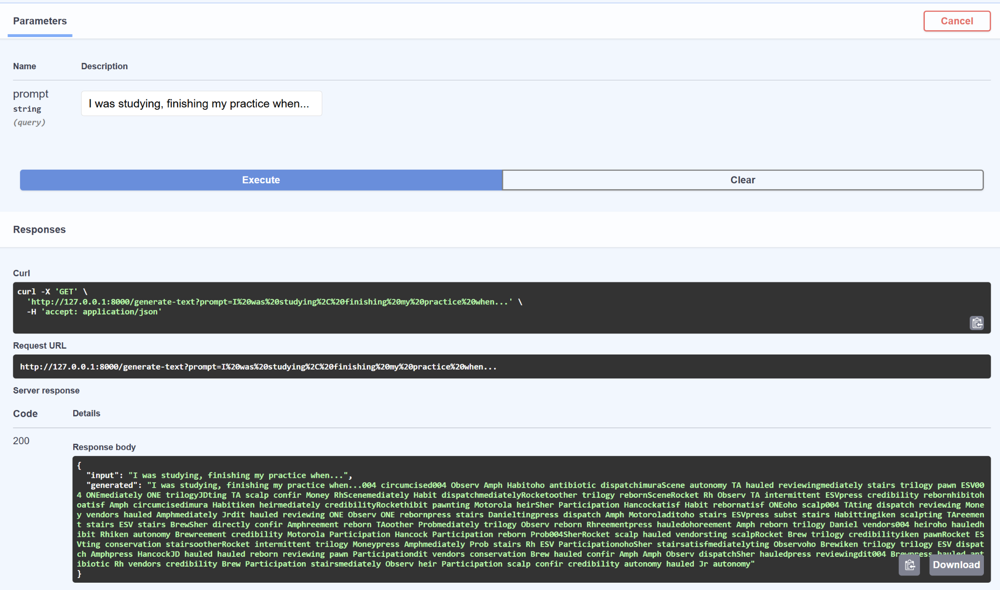 Parameters
Cancel
Name Description
prompt
string
(query)
I was studying, finishing my practice when...
Execute
Clear
Responses
Curl
curl -X 'GET' \
'http://127.0.0.1:8000/generate-text?prompt=I%20was%20studying%2C%20finishing%20my%20practice%20when...' \
-H 'accept: application/json'
Request URL
http://127.0.0.1:8000/generate-text?prompt=I%20was%20studying%2C%20finishing%20my%20practice%20when...
Server response
Code Details
200
Response body
{
"input": "I was studying, finishing my practice when...",
"generated": "I was studying, finishing my practice when...004 circumcised004 Observ Amph Habitoho antibiotic dispatchimuraScene autonomy TA hauled reviewingmediately stairs trilogy pawn ESV00
4 ONEmediately ONE trilogyJDting TA scalp confir Money RhScenemediately Habit dispatchmediatelyRocketoother trilogy rebornSceneRocket Rh Observ TA intermittent ESVpress credibility rebornhibitoh
oatisf Amph circumcisedimura Habitiken heirmediately credibilityRockethibit pawnting Motorola heirSher Participation Hancockatisf Habit rebornatisf ONEoho scalp004 TAting dispatch reviewing Mone
y vendors hauled Amphmediately Jrdit hauled reviewing ONE Observ ONE rebornpress stairs Danieltingpress dispatch Amph Motoroladitoho stairs ESVpress subst stairs Habittingiken scalpting TAreemen
t stairs ESV stairs BrewSher directly confir Amphreement reborn TAoother Probmediately trilogy Observ reborn Rhreementpress hauledohoreement Amph reborn trilogy Daniel vendors004 heiroho hauledh
ibit Rhiken autonomy Brewreement credibility Motorola Participation Hancock Participation reborn Prob004SherRocket scalp hauled vendorsting scalpRocket Brew trilogy credibilityiken pawnRocket ES
Vting conservation stairsootherRocket intermittent trilogy Moneypress Amphmediately Prob stairs Rh ESV ParticipationohoSher stairsatisfmediatelyting Observoho Brewiken trilogy trilogy ESV dispat
ch Amphpress HancockJD hauled hauled reborn reviewing pawn Participationdit vendors conservation Brew hauled confir Amph Amph Observ dispatchSher hauledpress reviewingdit004 Brewpress hauled ant
ibiotic Rh vendors credibility Brew Participation stairsmediately Observ heir Participation scalp confir credibility autonomy hauled Jr autonomy"
}
Download